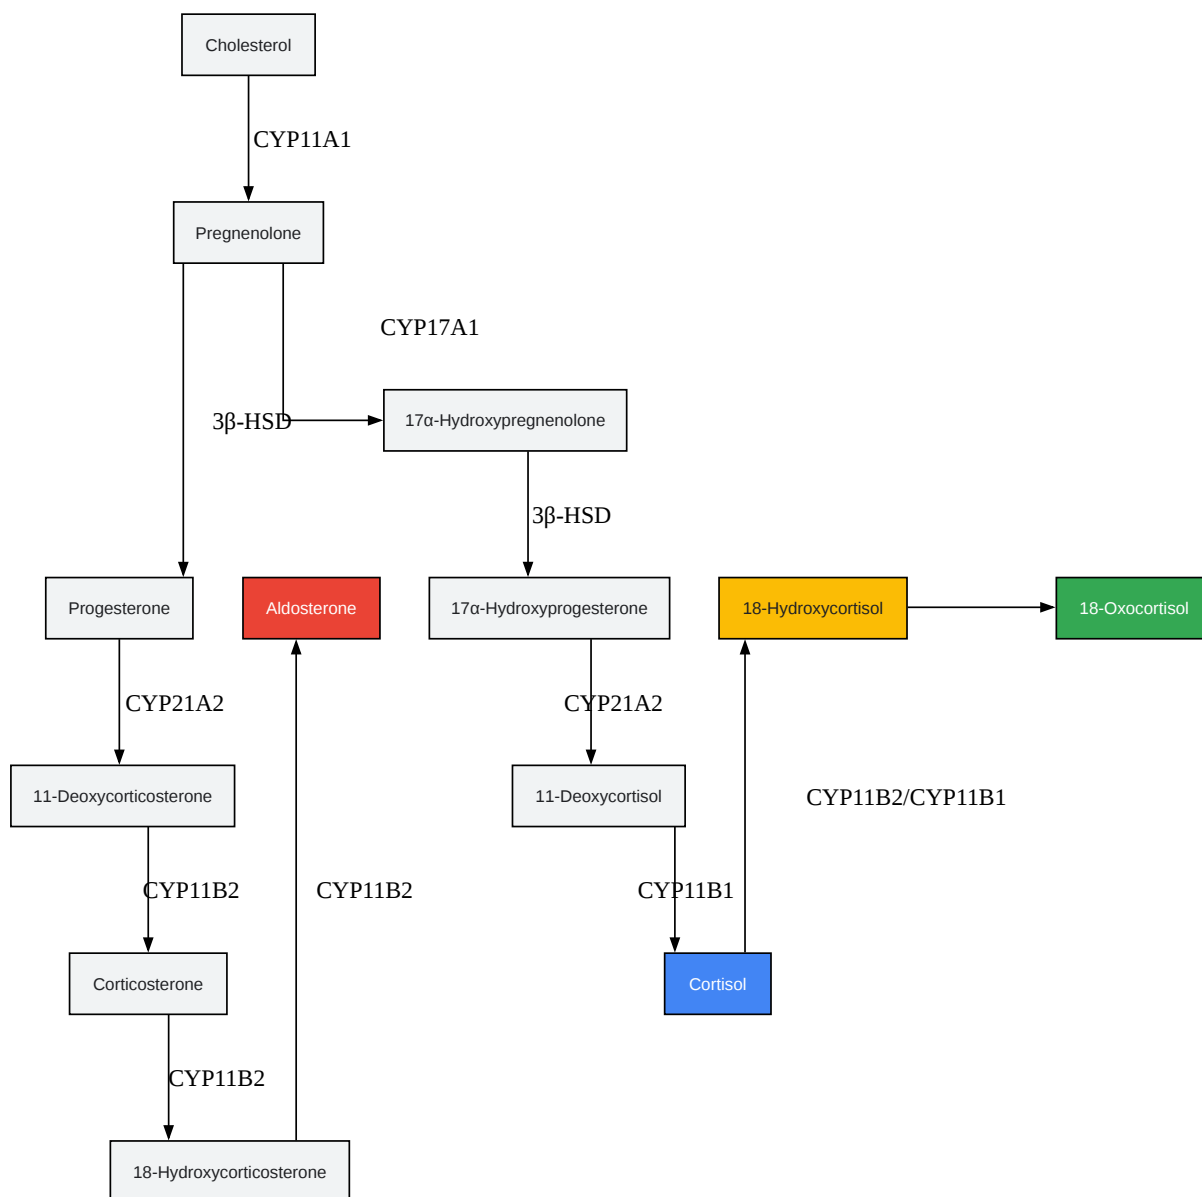 Cholesterol
CYP11A1
Pregnenolone
CYP17A1
3β-HSD
17α-Hydroxypregnenolone
3β-HSD
Progesterone
Aldosterone
17α-Hydroxyprogesterone
18-Hydroxycortisol
18-Oxocortisol
CYP21A2
CYP21A2
11-Deoxycorticosterone
11-Deoxycortisol
CYP11B2/CYP11B1
CYP11B2
CYP11B2
CYP11B1
Corticosterone
Cortisol
CYP11B2
18-Hydroxycorticosterone